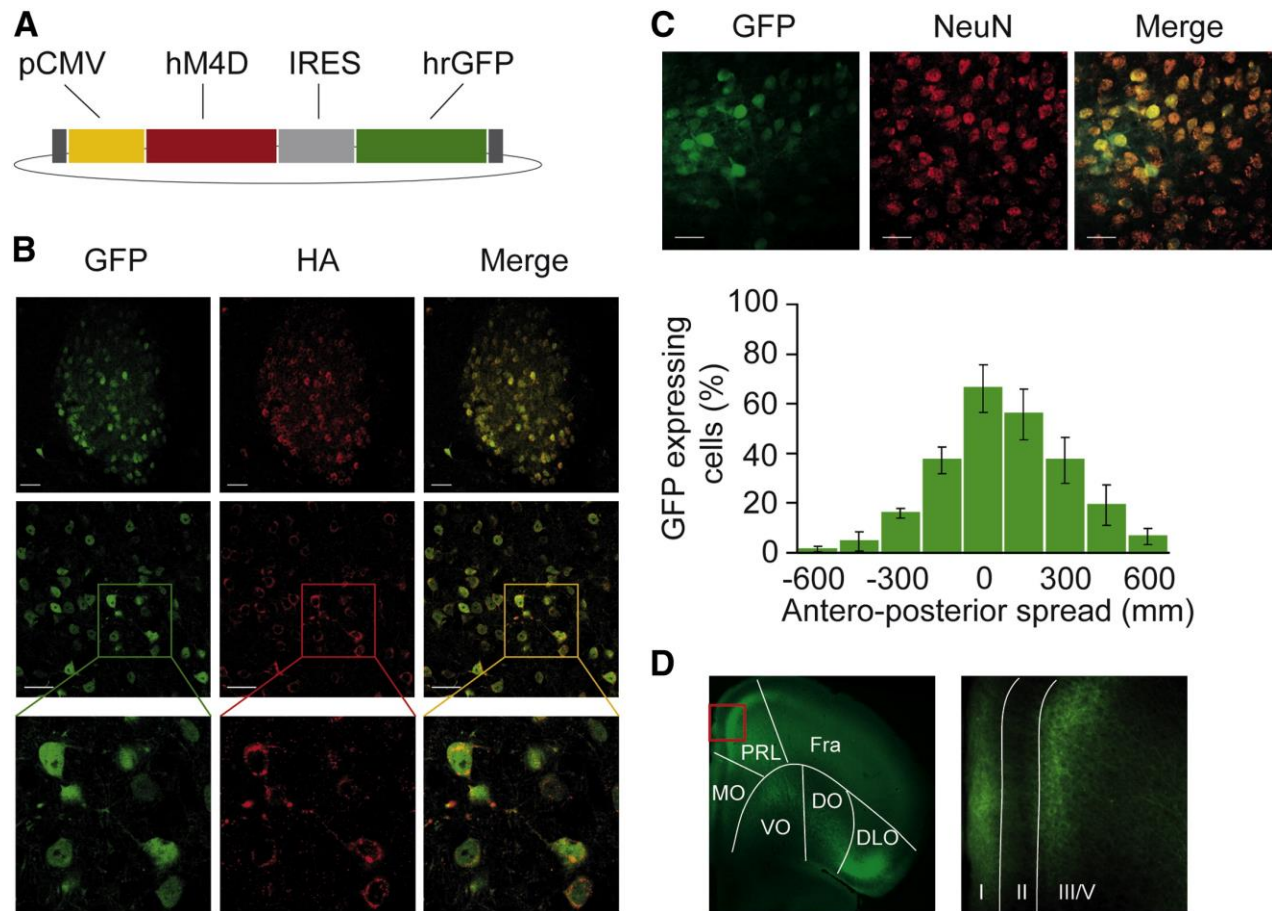 A
pCMV hM4D IRES hrGFP
B
GFP HA Merge
C
GFP NeuN Merge
GFP expressing
cells (%)
100
80
60
40
20
0
-600 -300 0 300 600
Antero-posterior spread (mm)
D
PRL Fra
MO VO DO DLO
I II III/V